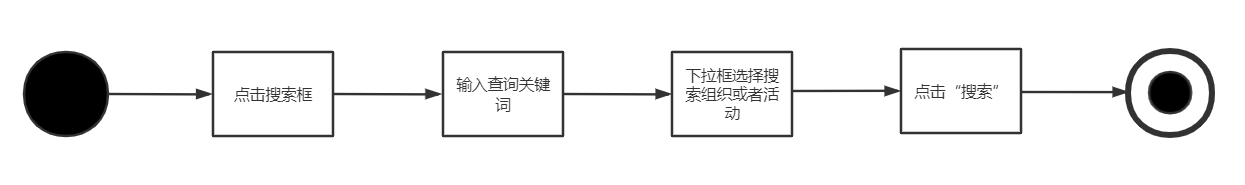 点击搜索框
输入查询关键
词
下拉框选择搜
索组织或者活
动
点击“搜索”